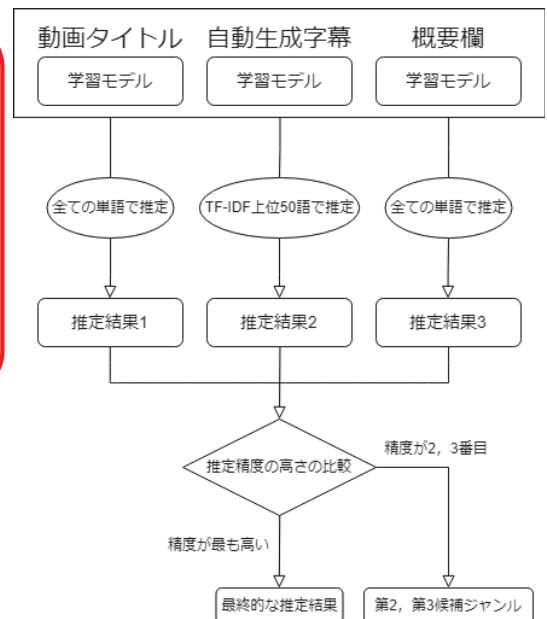 動画タイトル 自動生成字幕 概要欄
学習モデル 学習モデル 学習モデル
全ての単語で推定 TF-IDF上位50語で推定 全ての単語で推定
推定結果1 推定結果2 推定結果3
精度が2，3番目
推定精度の高さの比較
精度が最も高い
最終的な推定結果 第2，第3候補ジャンル